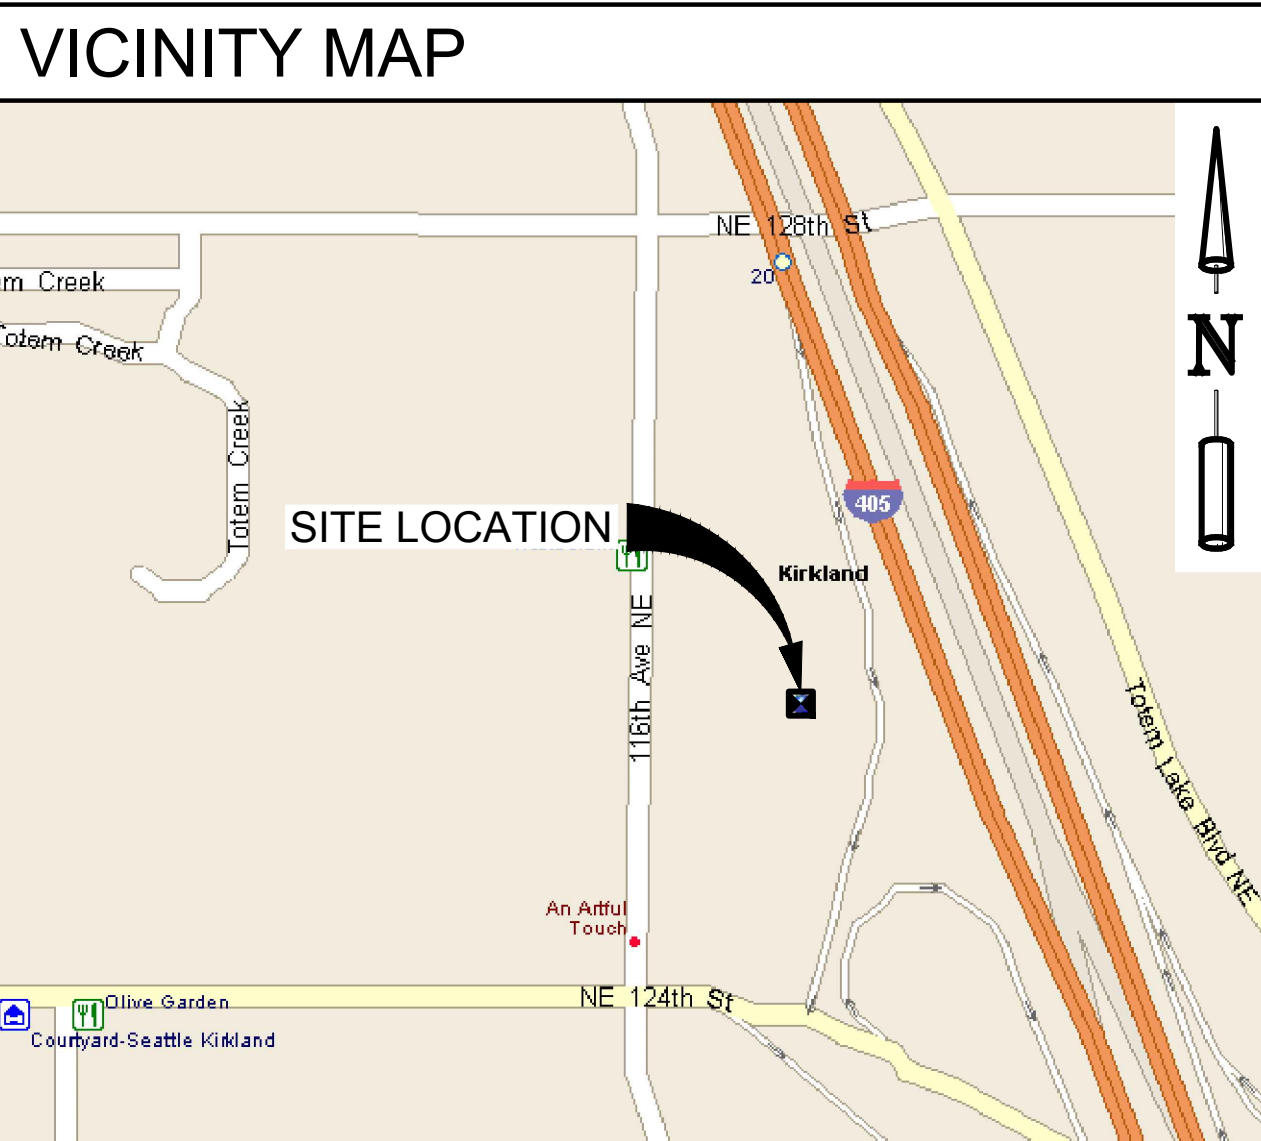 VICINITY MAP
NE 128th St
20
m Creek
Totem Creek
Totem Creek
N
405
SITE LOCATION
Kirkland
116th Ave NE
Totem Lake Blvd NE
An Artful
Touch
NE 124th St
Olive Garden
Courtyard-Seattle Kirkland